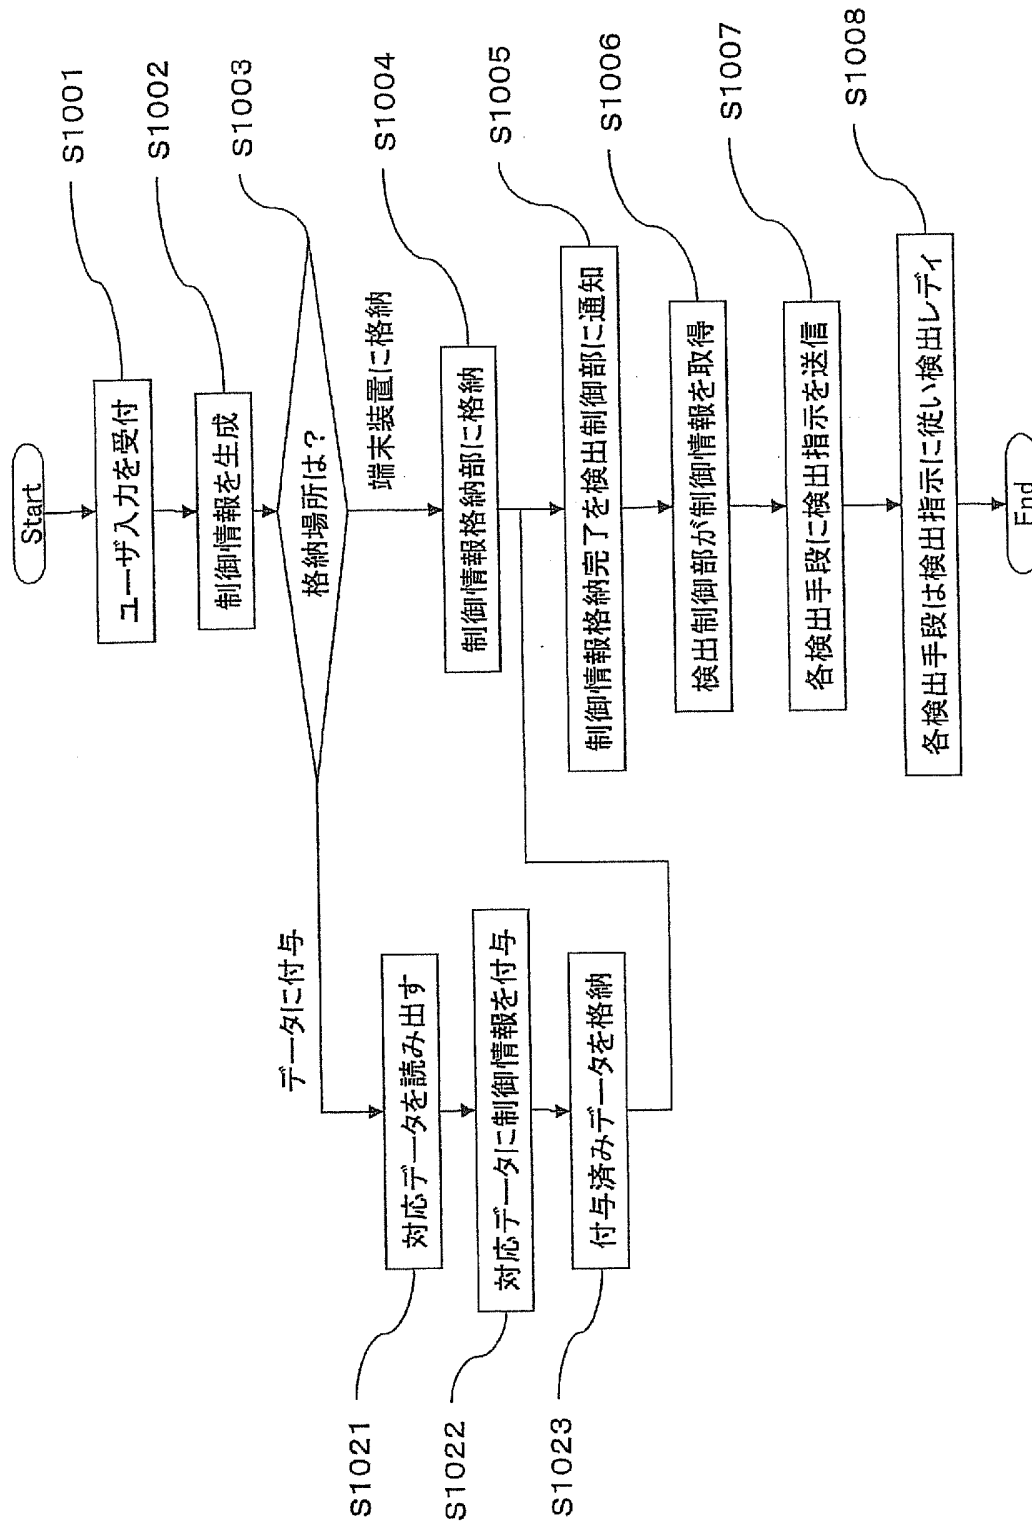 Start
ユーザ入力を受付
S1001
制御情報を生成
S1002
格納場所は？
S1003
データに付与
端末装置に格納
対応データを読み出す
S1021
制御情報格納部に格納
S1004
対応データに制御情報を付与
S1022
付与済みデータを格納
S1023
制御情報格納完了を検出制御部に通知
S1005
検出制御部が制御情報を取得
S1006
各検出手段に検出指示を送信
S1007
各検出手段は検出指示に従い検出レディ
S1008
End